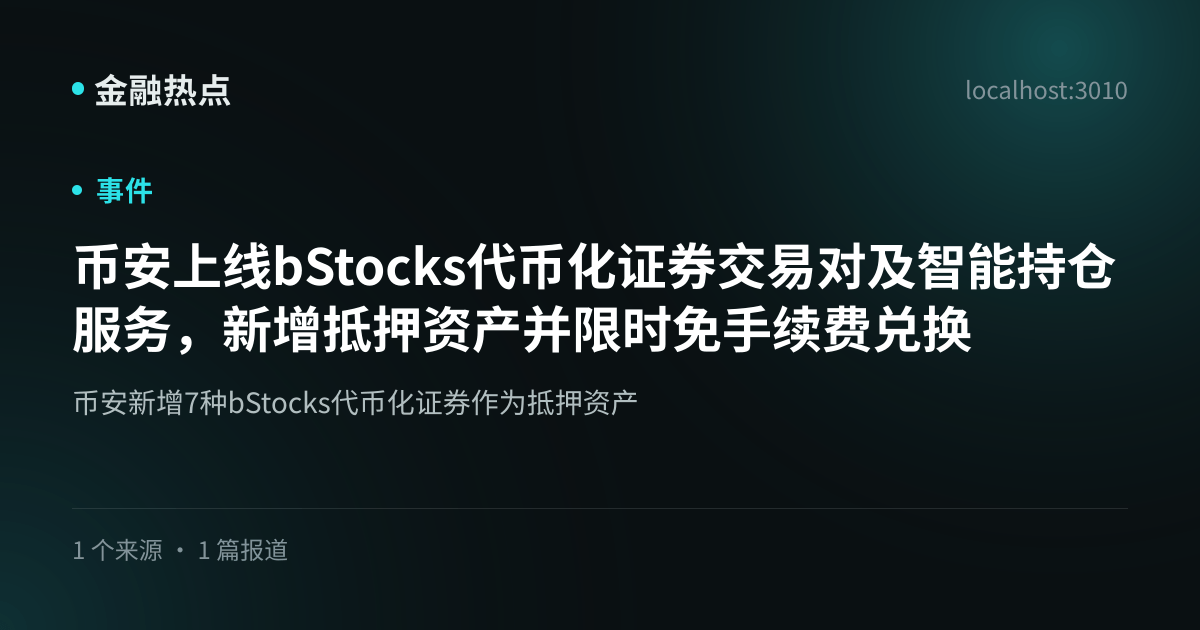 金融热点
localhost:3010
事件
币安上线bStocks代币化证券交易对及智能持仓
服务，新增抵押资产并限时免手续费兑换
币安新增7种bStocks代币化证券作为抵押资产
1 个来源 · 1 篇报道